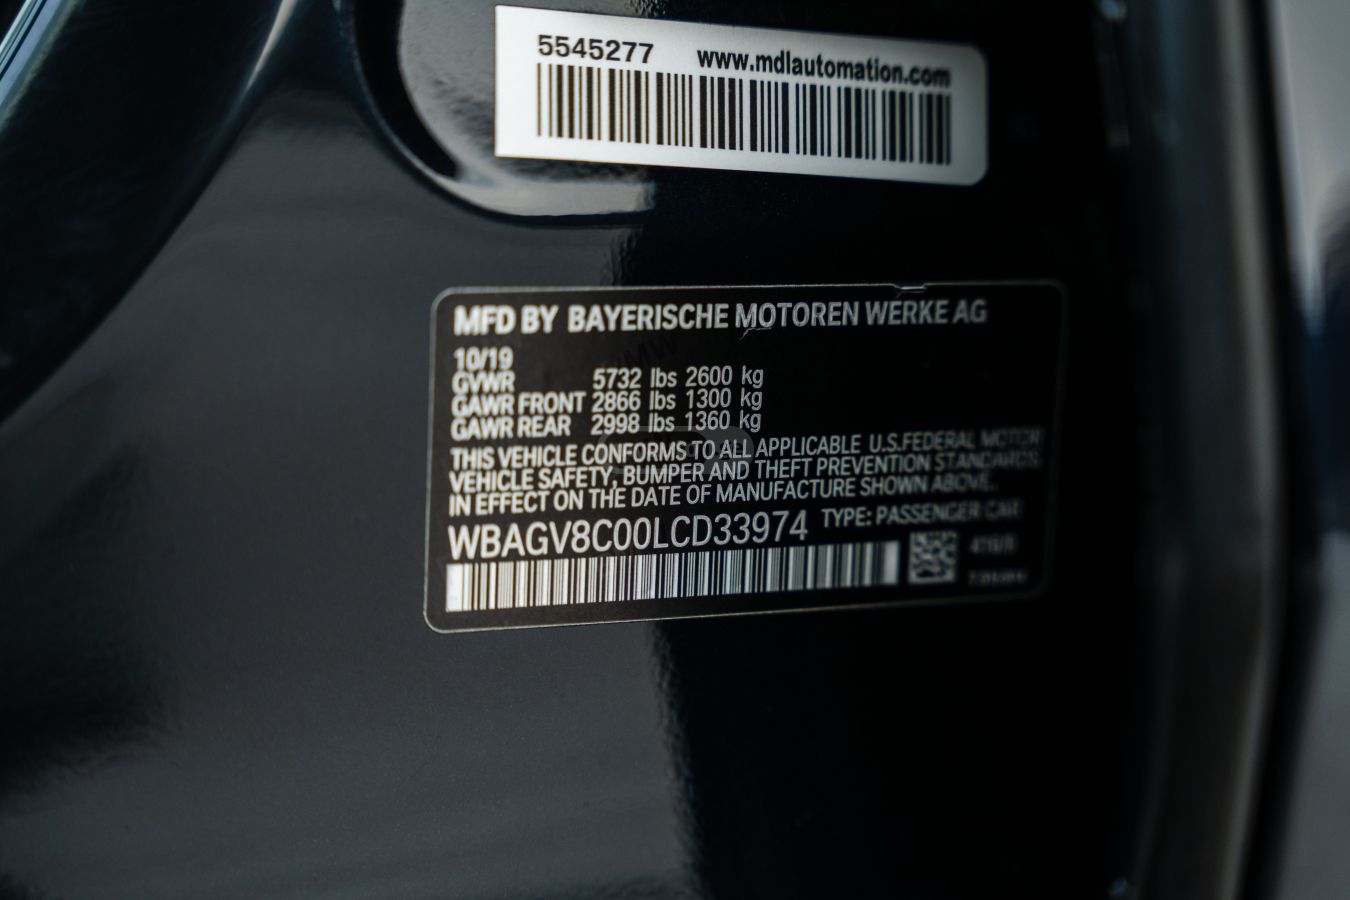 5545277 www.mdlautomation.com
MFD BY BAYERISCHE MOTOREN WERKE AG
10/19
GVWR 5732 lbs 2600 kg
GAWR FRONT 2866 lbs 1300 kg
GAWR REAR 2998 lbs 1360 kg
THIS VEHICLE CONFORMS TO ALL APPLICABLE U.S.FEDERAL MOTOR
VEHICLE SAFETY, BUMPER AND THEFT PREVENTION STANDARDS
IN EFFECT ON THE DATE OF MANUFACTURE SHOWN ABOVE.
WBAGV8C00LCD33974 TYPE: PASSENGER CAR